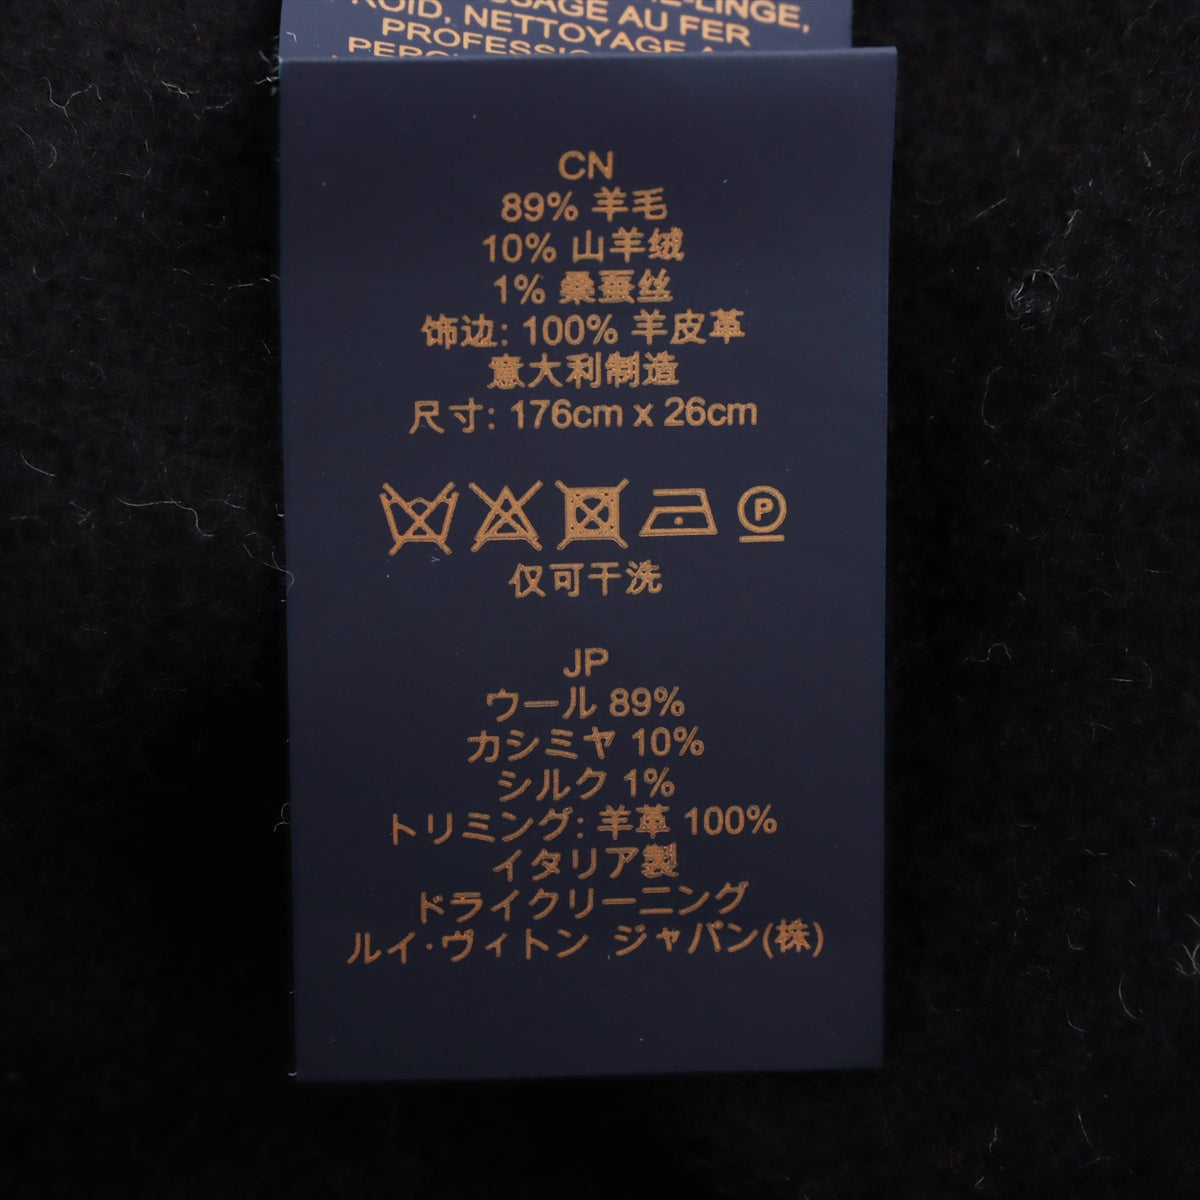 AU FER
FROID, NETTOYAGE A
CN
89% 羊毛
10% 山羊绒
1% 桑蚕丝
饰边: 100% 羊皮革
意大利制造
尺寸: 176cm x 26cm
P
仅可干洗
JP
ウール 89%
カシミヤ 10%
シルク 1%
トリミング: 羊革 100%
イタリア製
ドライクリーニング
ルイ·ヴィトン ジャパン(株)